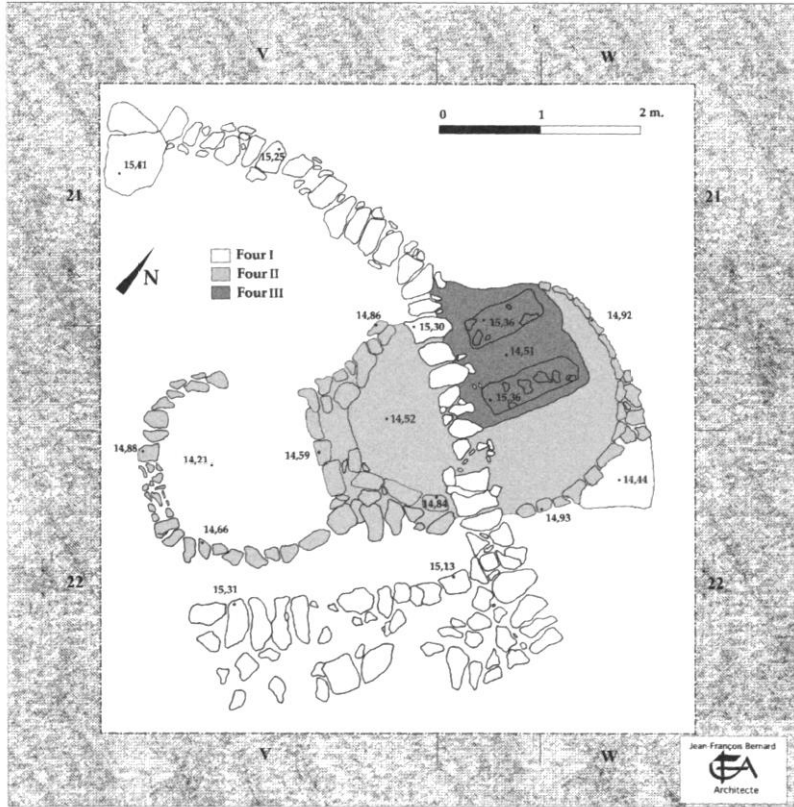 V W
0 1 2 m.
15,41
15,25
21 21
Four I
Four II
Four III
N
14,86
15,30
15,36
14,92
14,51
15,36
14,52
14,88
14,21
14,59
14,84
14,44
14,93
14,66
15,13
22 22
15,31
V W
Jean-François Bernard
CEA
Architecte